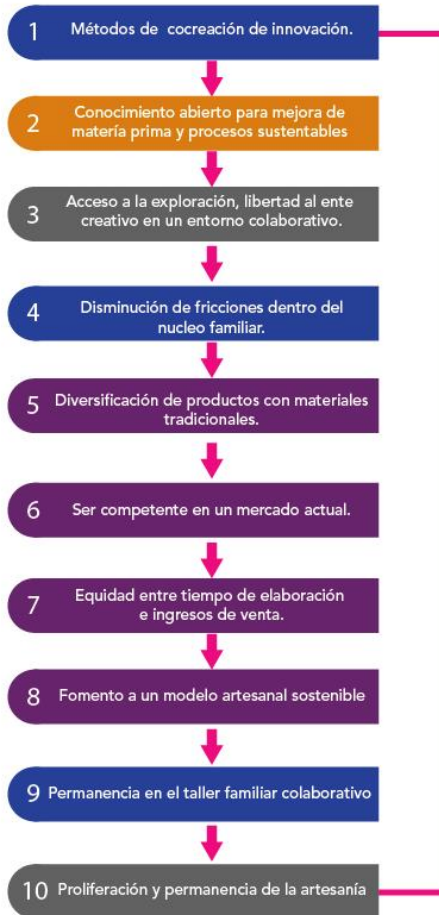 1 Métodos de cocreación de innovación.
2 Conocimiento abierto para mejora de
matería prima y procesos sustentables
3 Acceso a la exploración, libertad al ente
creativo en un entorno colaborativo.
4 Disminución de fricciones dentro del
nucleo familiar.
5 Diversificación de productos con materiales
tradicionales.
6 Ser competente en un mercado actual.
7 Equidad entre tiempo de elaboración
e ingresos de venta.
8 Fomento a un modelo artesanal sostenible
9 Permanencia en el taller familiar colaborativo
10 Proliferación y permanencia de la artesanía